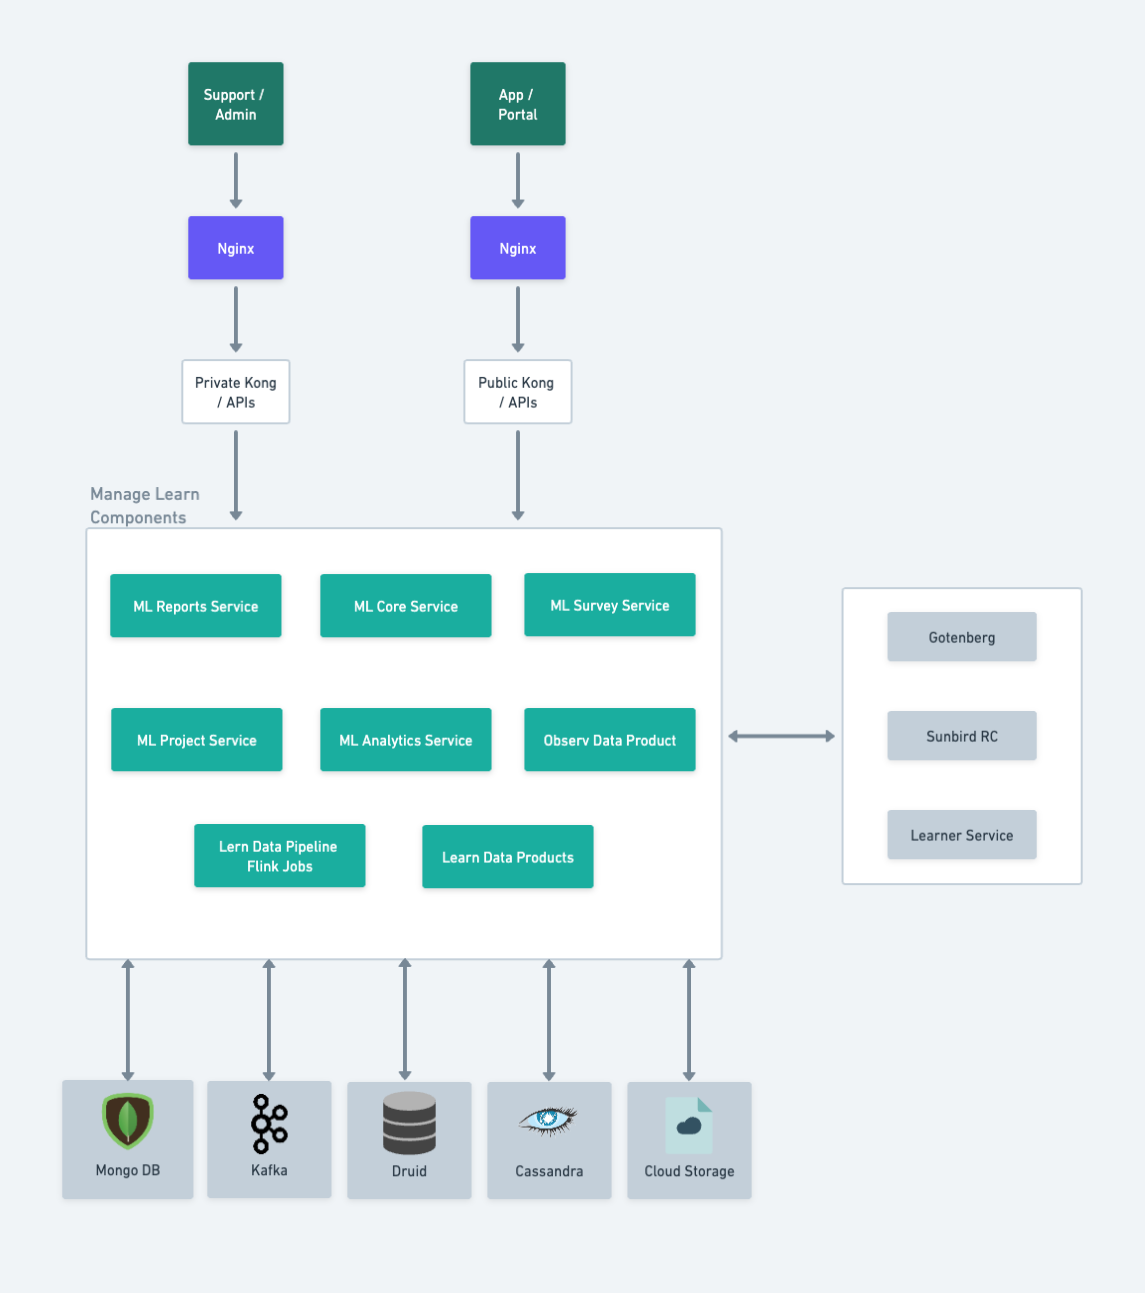 Support /
Admin
App /
Portal
Nginx
Nginx
Private Kong
/ APIs
Public Kong
/ APIs
Manage Learn
Components
ML Reports Service
ML Core Service
ML Survey Service
ML Project Service
ML Analytics Service
Observ Data Product
Lern Data Pipeline
Flink Jobs
Learn Data Products
Gotenberg
Sunbird RC
Learner Service
Mongo DB
Kafka
Druid
Cassandra
Cloud Storage